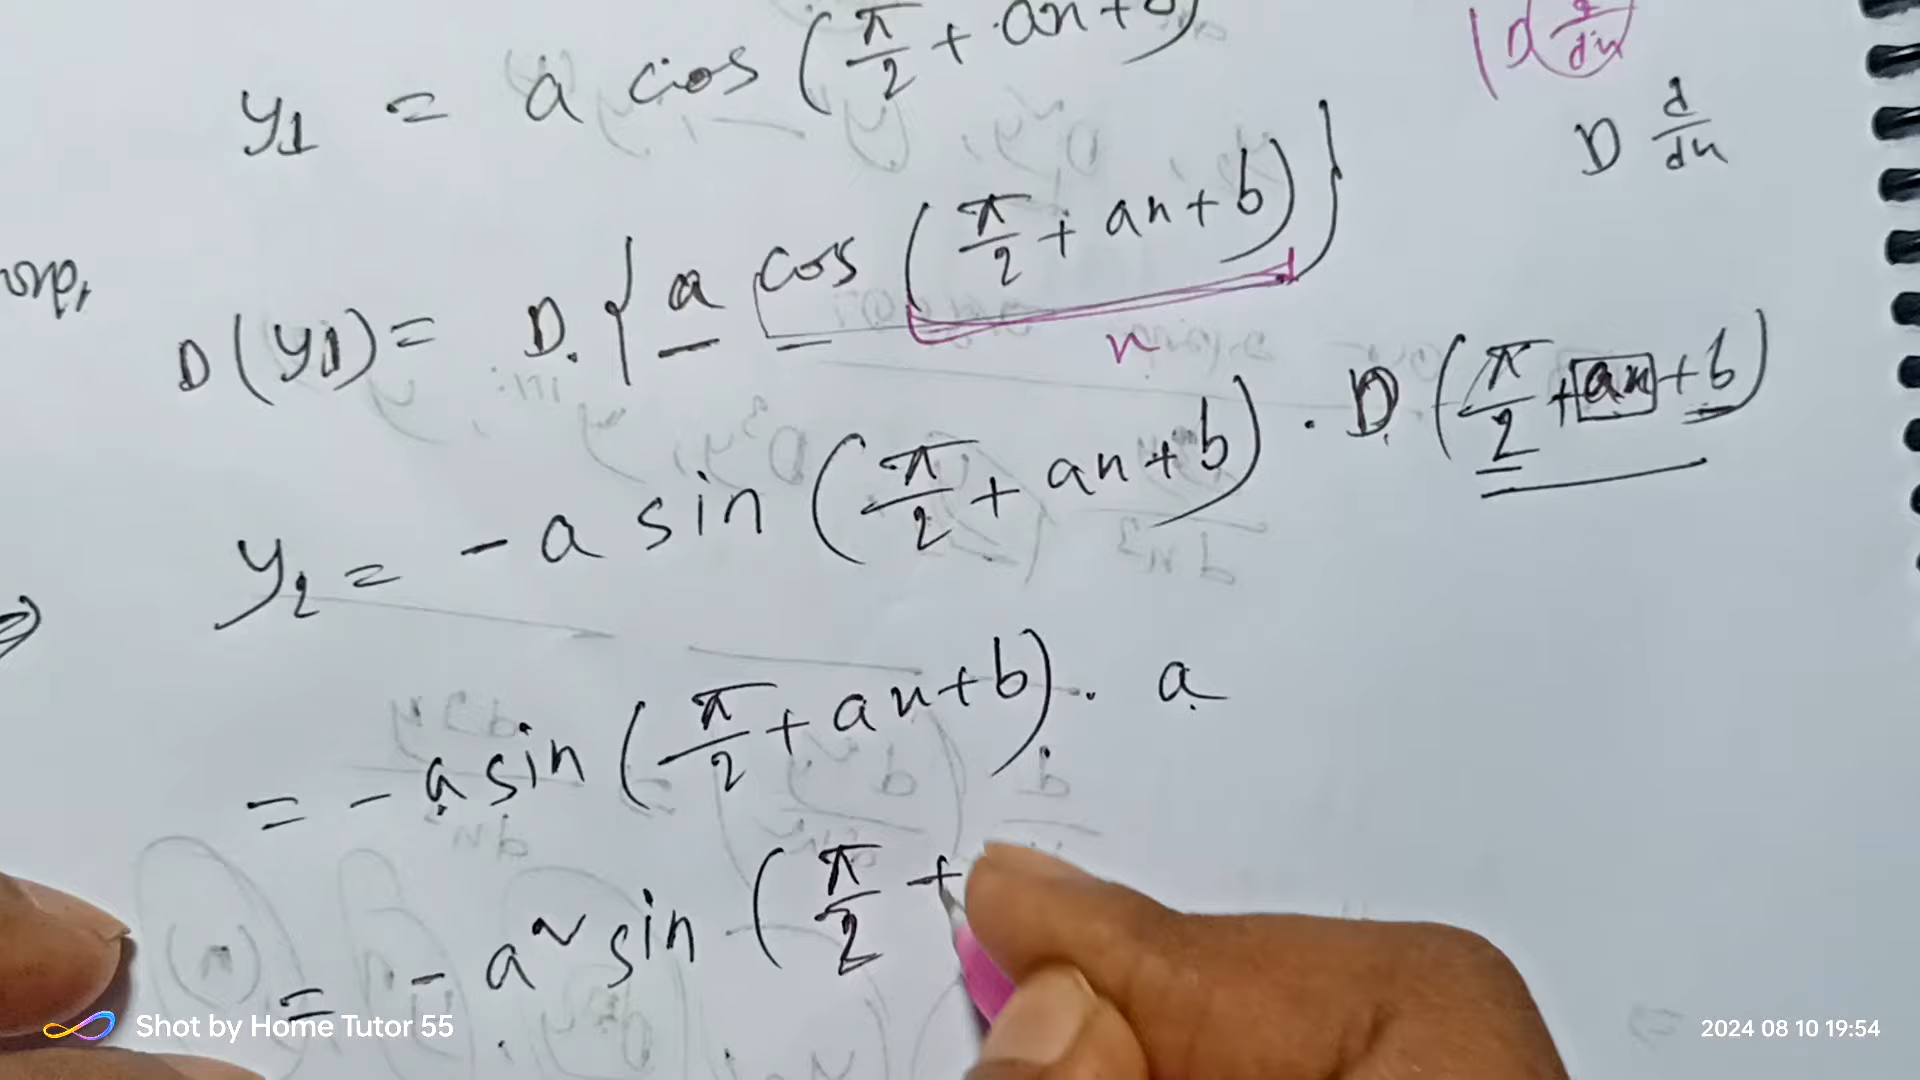 y₁ = a cos (π/2 + ax + b)
D d/dx
D d/dx
D(y₁) = D. { a cos (π/2 + ax + b) }
x
y₂ = - a sin (π/2 + ax + b) . D (π/2 + ax + b)
= - a sin (π/2 + ax + b) . a
= - a² sin (π/2 +
Shot by Home Tutor 55
2024 08 10 19:54